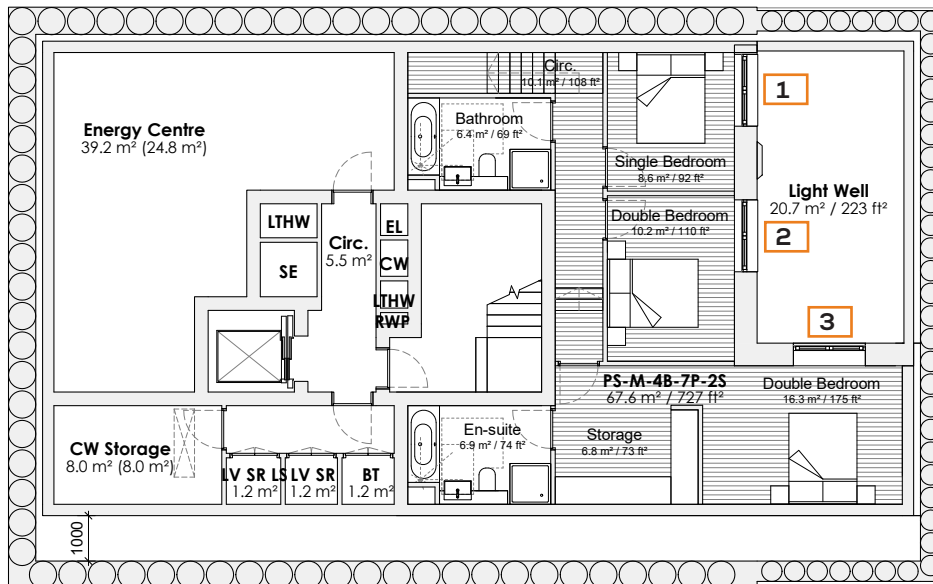 Circ.
10.1 m² / 108 ft²
1
Bathroom
6.4 m² / 69 ft²
Energy Centre
39.2 m² (24.8 m²)
Single Bedroom
8.6 m² / 92 ft²
Light Well
20.7 m² / 223 ft²
LTHW
EL
Double Bedroom
10.2 m² / 110 ft²
2
Circ.
5.5 m²
SE
CW
LTHW
RWP
3
PS-M-4B-7P-2S
67.6 m² / 727 ft²
Double Bedroom
16.3 m² / 175 ft²
En-suite
6.9 m² / 74 ft²
Storage
6.8 m² / 73 ft²
CW Storage
8.0 m² (8.0 m²)
LV SR LS
1.2 m²
LV SR
1.2 m²
BT
1.2 m²
1000